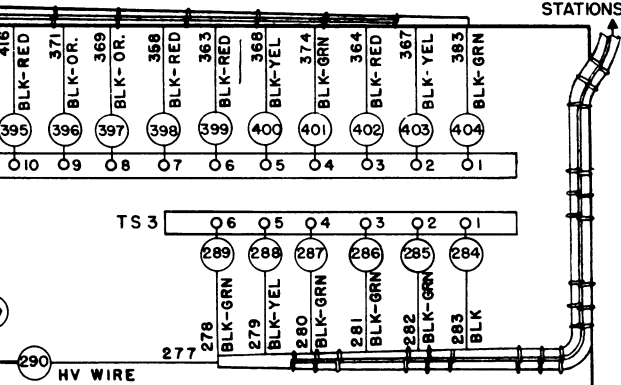 STATIONS
416 BLK-RED
371 BLK-OR.
369 BLK-OR.
358 BLK-RED
363 BLK-RED
368 BLK-YEL
374 BLK-GRN
364 BLK-RED
367 BLK-YEL
383 BLK-GRN
395 396 397 398 399 400 401 402 403 404
10 9 8 7 6 5 4 3 2 1
TS3 6 5 4 3 2 1
289 288 287 286 285 284
278 BLK-GRN
279 BLK-YEL
280 BLK-GRN
281 BLK-GRN
282 BLK-GRN
283 BLK
277
290 HV WIRE